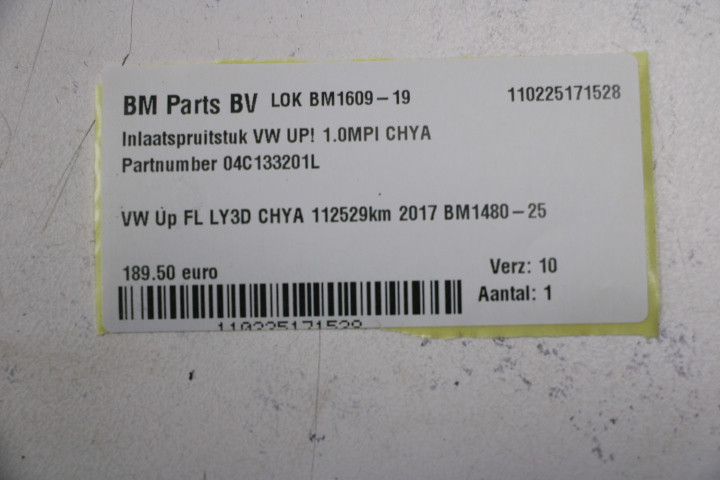 BM Parts BV LOK BM1609-19 110225171528
Inlaatspruitstuk VW UP! 1.0MPI CHYA
Partnumber 04C133201L
VW Up FL LY3D CHYA 112529km 2017 BM1480-25
189.50 euro Verz: 10
Aantal: 1
110225171528